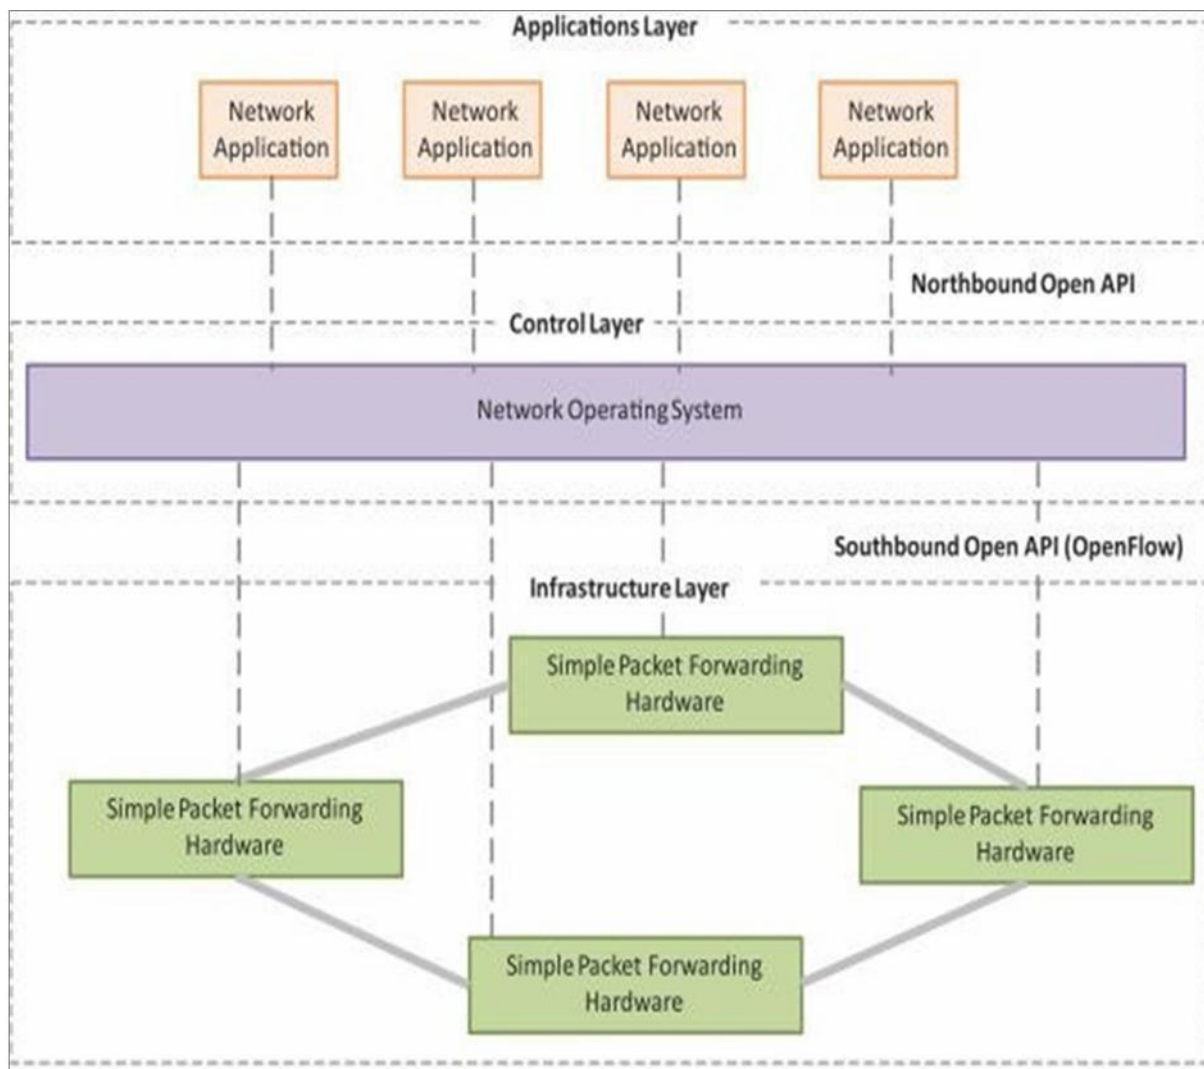 Applications Layer
Network
Application
Network
Application
Network
Application
Network
Application
Northbound Open API
Control Layer
Network Operating System
Southbound Open API (OpenFlow)
Infrastructure Layer
Simple Packet Forwarding
Hardware
Simple Packet Forwarding
Hardware
Simple Packet Forwarding
Hardware
Simple Packet Forwarding
Hardware